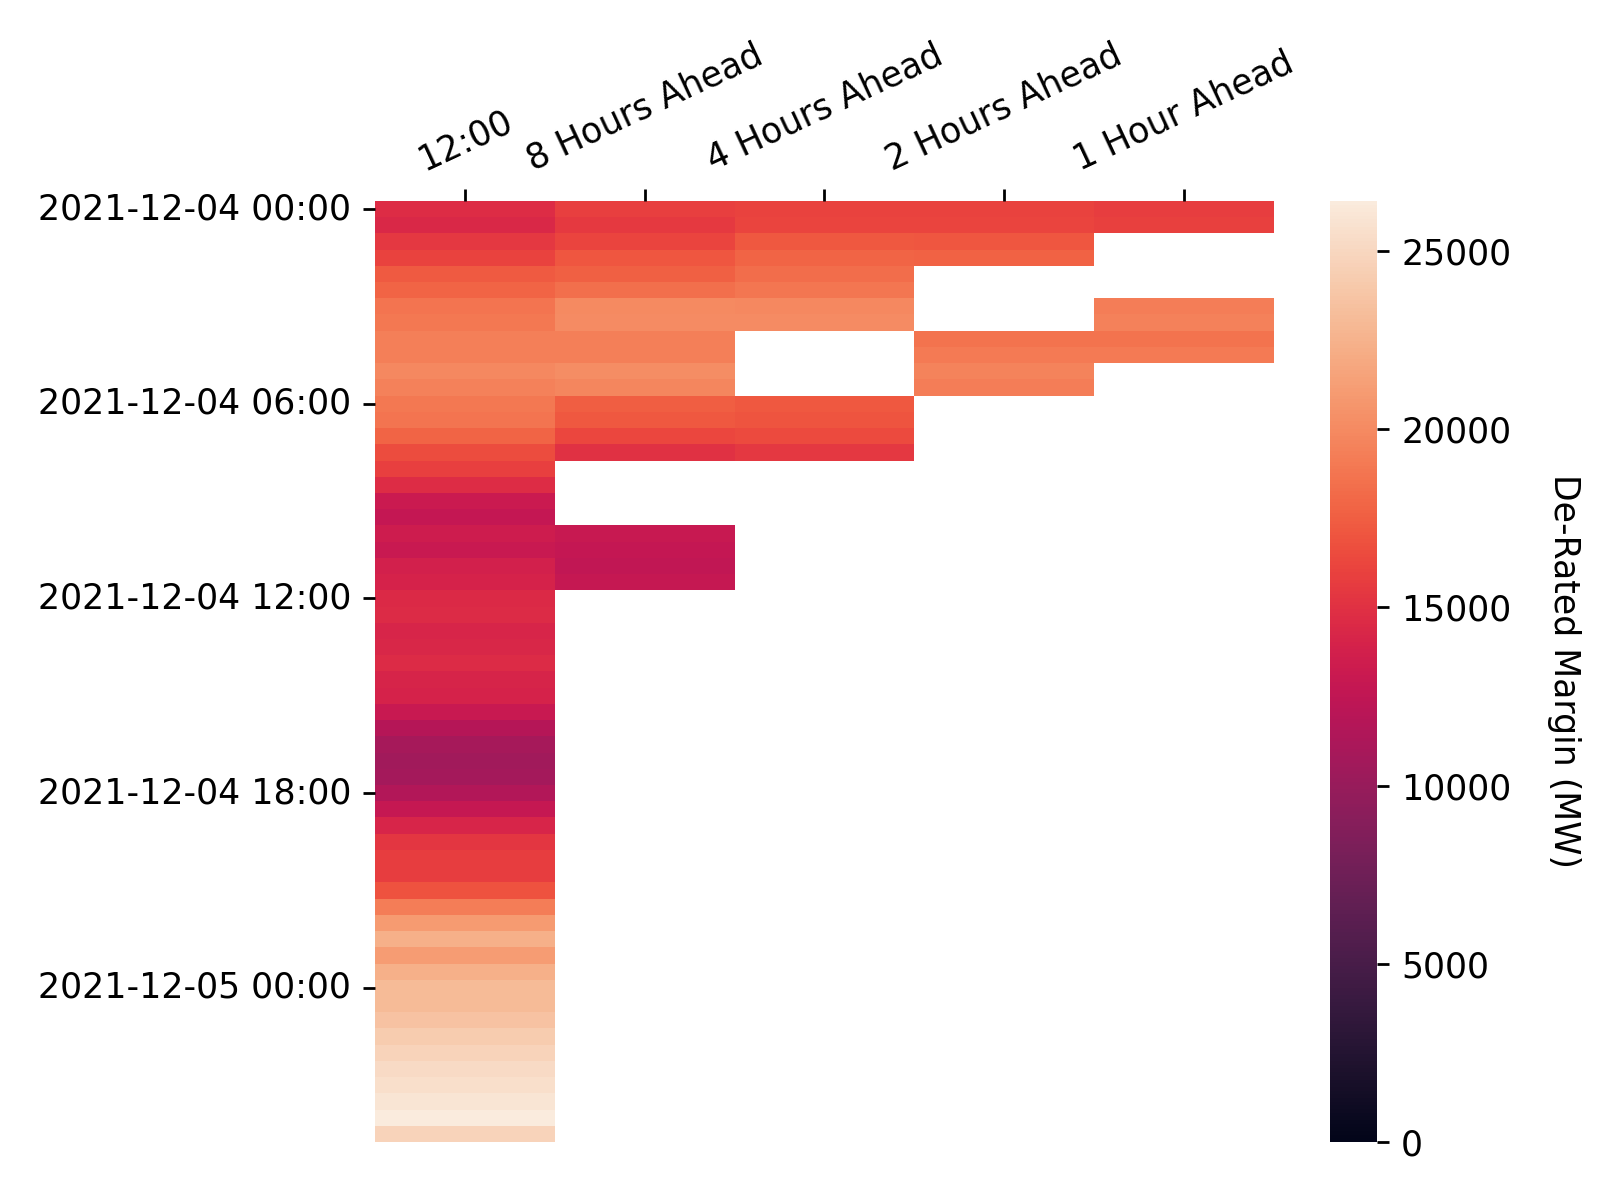 12:00
8 Hours Ahead
4 Hours Ahead
2 Hours Ahead
1 Hour Ahead
2021-12-04 00:00
2021-12-04 06:00
2021-12-04 12:00
2021-12-04 18:00
2021-12-05 00:00
25000
20000
15000
10000
5000
0
De-Rated Margin (MW)